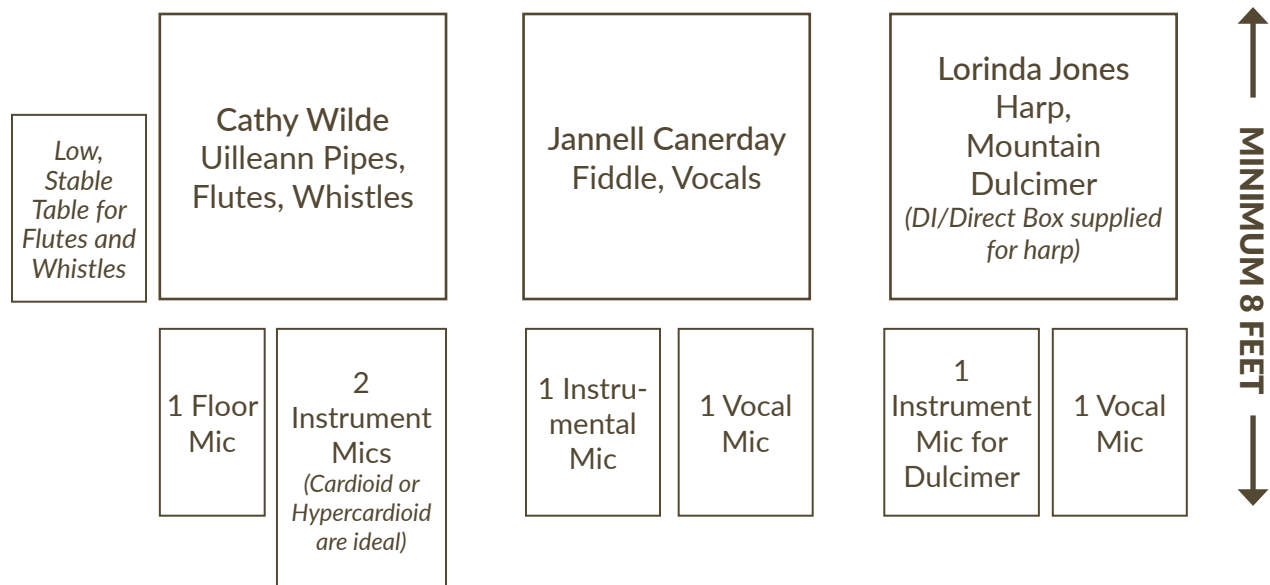 Low,
Stable
Table for
Flutes and
Whistles
Cathy Wilde
Uilleann Pipes,
Flutes, Whistles
Jannell Canerday
Fiddle, Vocals
Lorinda Jones
Harp,
Mountain
Dulcimer
(DI/Direct Box supplied
for harp)
1 Floor
Mic
2
Instrument
Mics
(Cardioid or
Hypercardioid
are ideal)
1 Instru-
mental
Mic
1 Vocal
Mic
1
Instrument
Mic for
Dulcimer
1 Vocal
Mic
MINIMUM 8 FEET